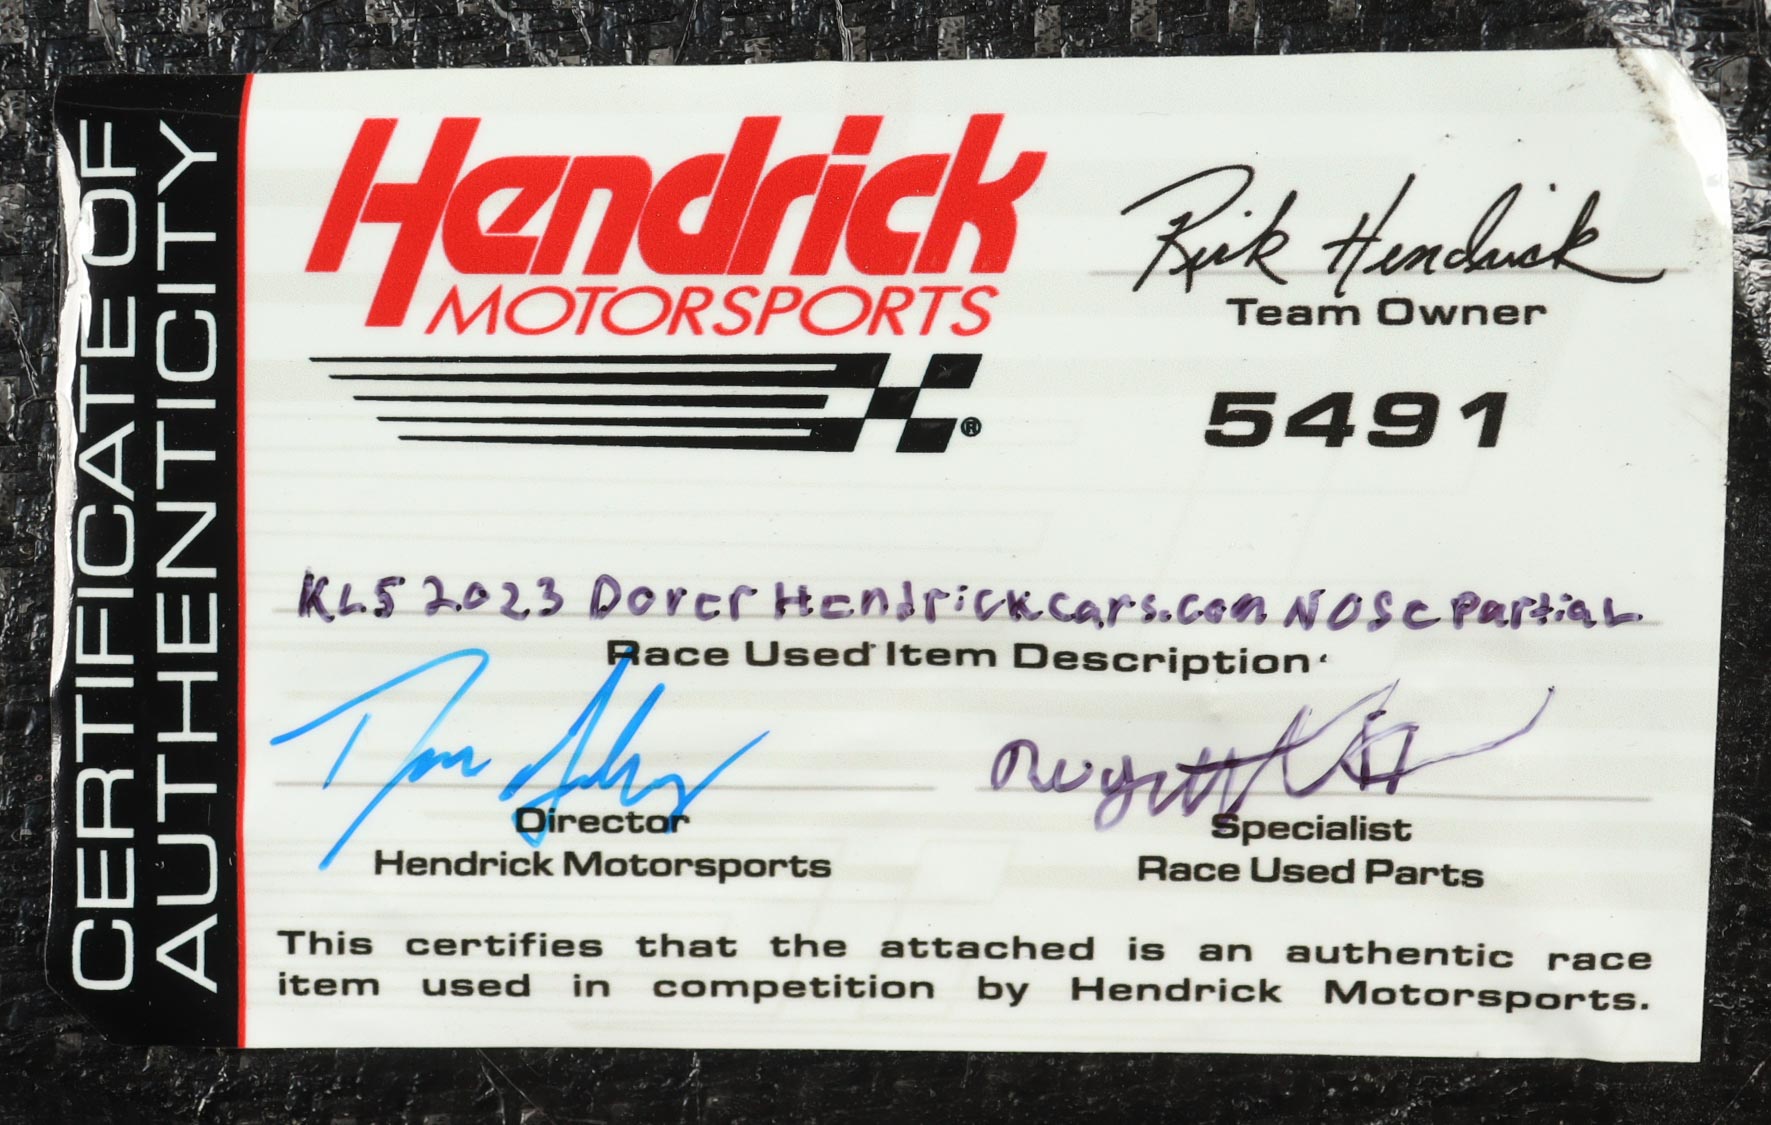 CERTIFICATE OF
AUTHENTICITY
Hendrick
MOTORSPORTS
®
Rick Hendrick
Team Owner
5491
KL5 2023 Dover Hendrickcars.com Nose Partial
Race Used Item Description
Director
Hendrick Motorsports
Specialist
Race Used Parts
This certifies that the attached is an authentic race
item used in competition by Hendrick Motorsports.